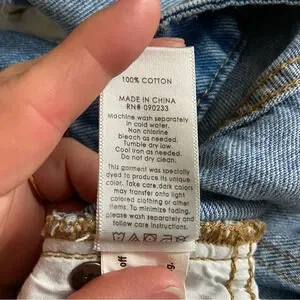 100% COTTON
MADE IN CHINA
RN# 090233
Machine wash separately
in cold water.
Non chlorine
bleach as needed.
Tumble dry low.
Cool iron as needed.
Do not dry clean.
This garment was specially
dyed to produce its unique
color. Take care, dark colors
may transfer onto light
colored clothing or other
items. To minimize fading,
please wash separately and
follow care instructions.
off